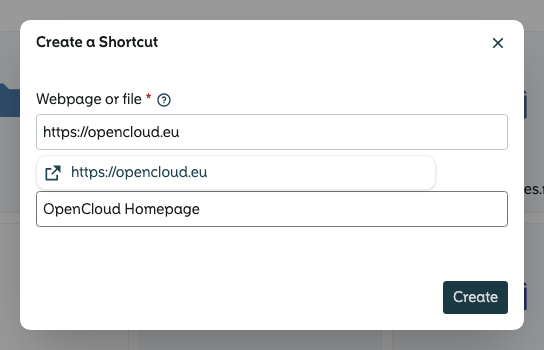 Create a Shortcut
Webpage or file *
https://opencloud.eu
https://opencloud.eu
OpenCloud Homepage
Create